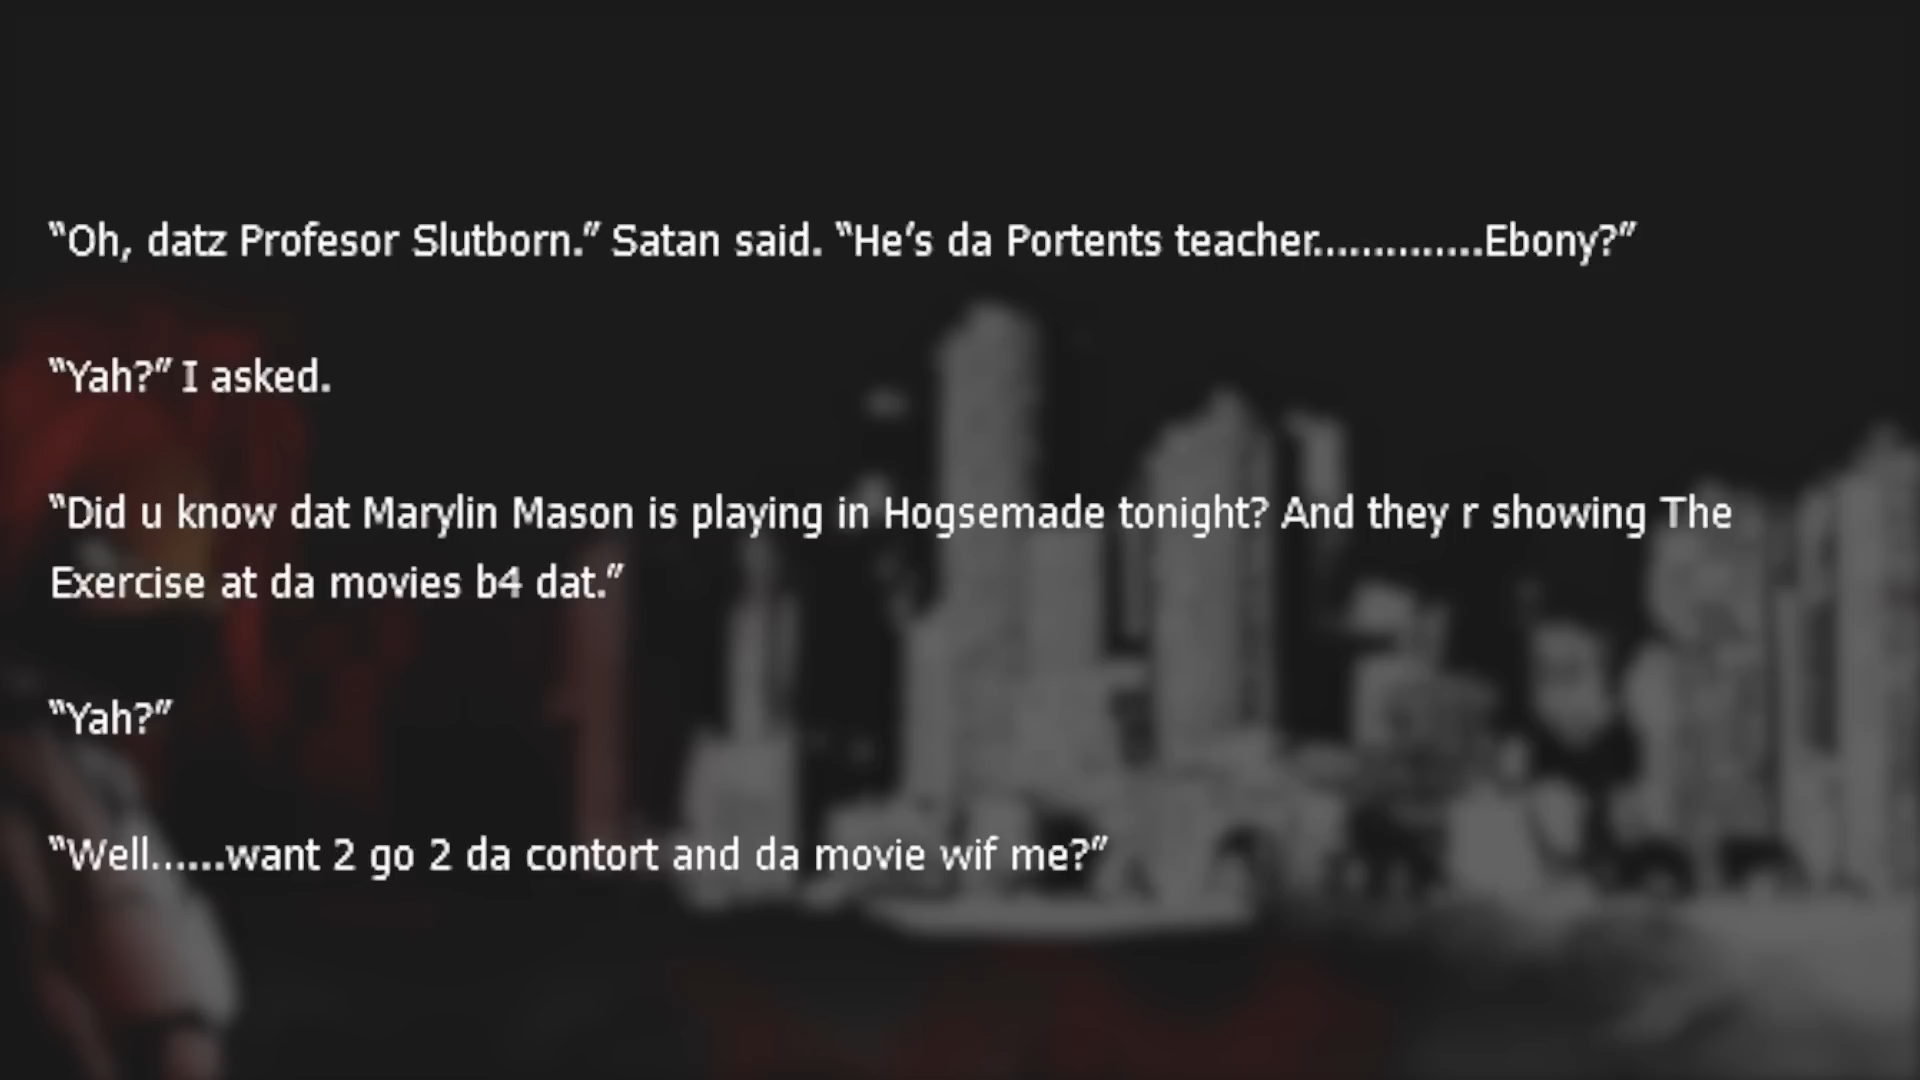 “Oh, datz Profesor Slutborn.” Satan said. “He’s da Portents teacher..............Ebony?”
“Yah?” I asked.
“Did u know dat Marylin Mason is playing in Hogsemade tonight? And they r showing The
Exercise at da movies b4 dat.”
“Yah?”
“Well......want 2 go 2 da contort and da movie wif me?”